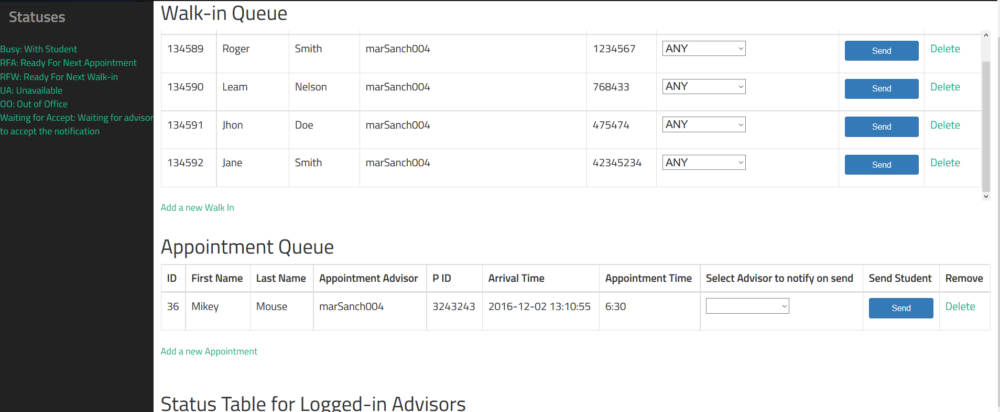 Statuses
Busy: With Student
RFA: Ready For Next Appointment
RFW: Ready For Next Walk-in
UA: Unavailable
OO: Out of Office
Waiting for Accept: Waiting for advisor
to accept the notification
Walk-in Queue
134589 Roger Smith marSanch004 1234567 ANY Send Delete
134590 Leam Nelson marSanch004 768433 ANY Send Delete
134591 Jhon Doe marSanch004 475474 ANY Send Delete
134592 Jane Smith marSanch004 42345234 ANY Send Delete
Add a new Walk In
Appointment Queue
ID First Name Last Name Appointment Advisor P ID Arrival Time Appointment Time Select Advisor to notify on send Send Student Remove
36 Mikey Mouse marSanch004 3243243 2016-12-02 13:10:55 6:30 Send Delete
Add a new Appointment
Status Table for Logged-in Advisors